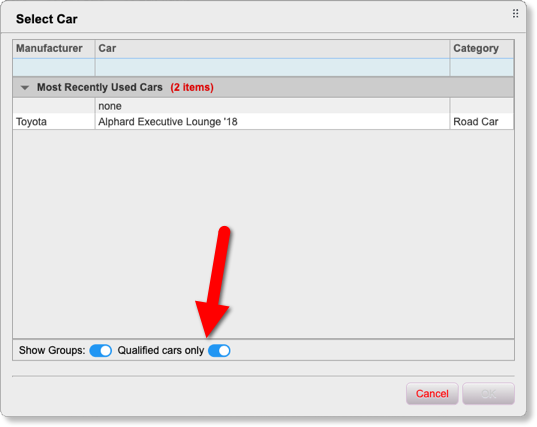 Select Car
Manufacturer Car Category
Most Recently Used Cars (2 items)
none
Toyota Alphard Executive Lounge '18 Road Car
Show Groups: Qualified cars only
Cancel OK